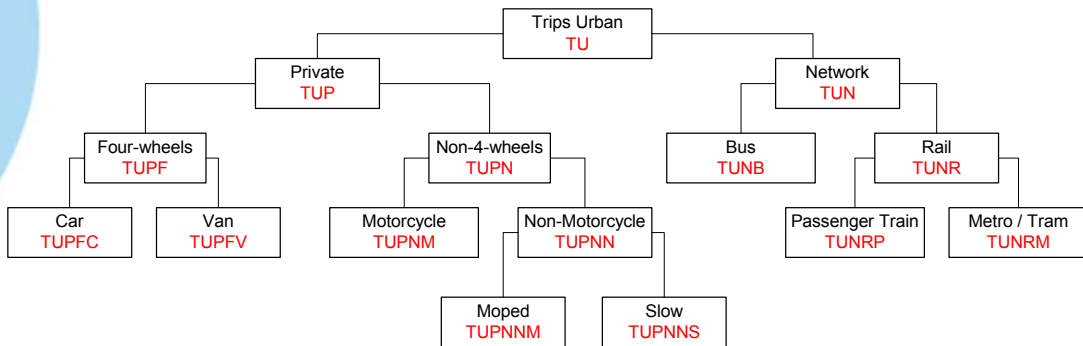 Trips Urban
TU
Private
TUP
Network
TUN
Four-wheels
TUPF
Non-4-wheels
TUPN
Bus
TUNB
Rail
TUNR
Car
TUPFC
Van
TUPFV
Motorcycle
TUPNM
Non-Motorcycle
TUPNN
Passenger Train
TUNRP
Metro / Tram
TUNRM
Moped
TUPNNM
Slow
TUPNNS